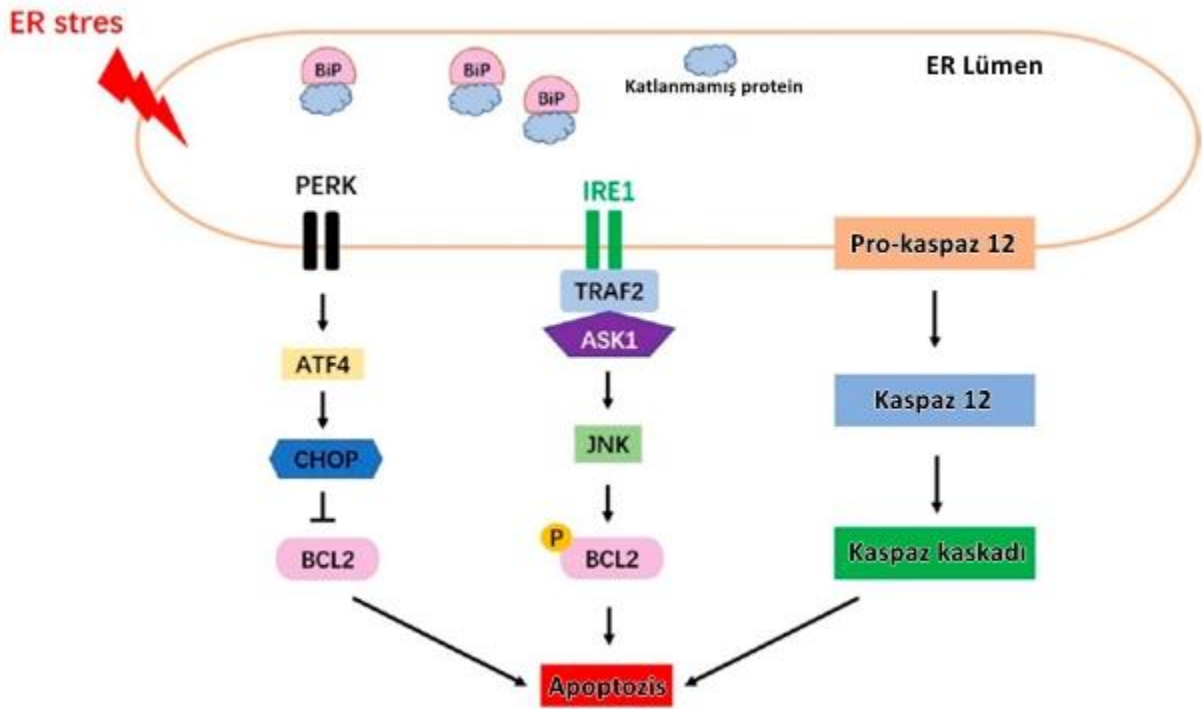 ER stres
BiP
BiP
BiP
Katlanmamış protein
ER Lümen
PERK
IRE1
Pro-kaspaz 12
TRAF2
ASK1
ATF4
Kaspaz 12
CHOP
JNK
BCL2
P
BCL2
Kaspaz kaskadı
Apoptozis